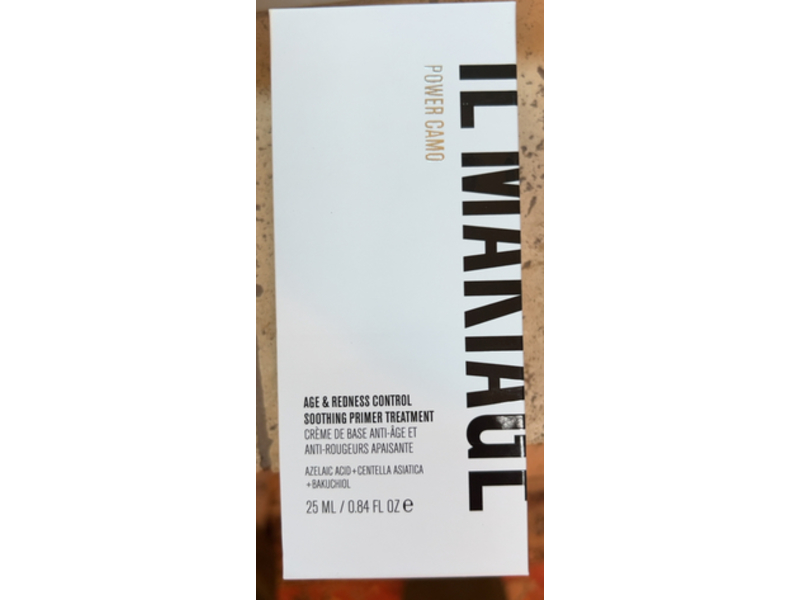 IL MAKIAGE
POWER CAMO
AGE & REDNESS CONTROL
SOOTHING PRIMER TREATMENT
CRÈME DE BASE ANTI-ÂGE ET
ANTI-ROUGEURS APAISANTE
AZELAIC ACID+CENTELLA ASIATICA
+BAKUCHIOL
25 ML / 0.84 FL OZ ℮